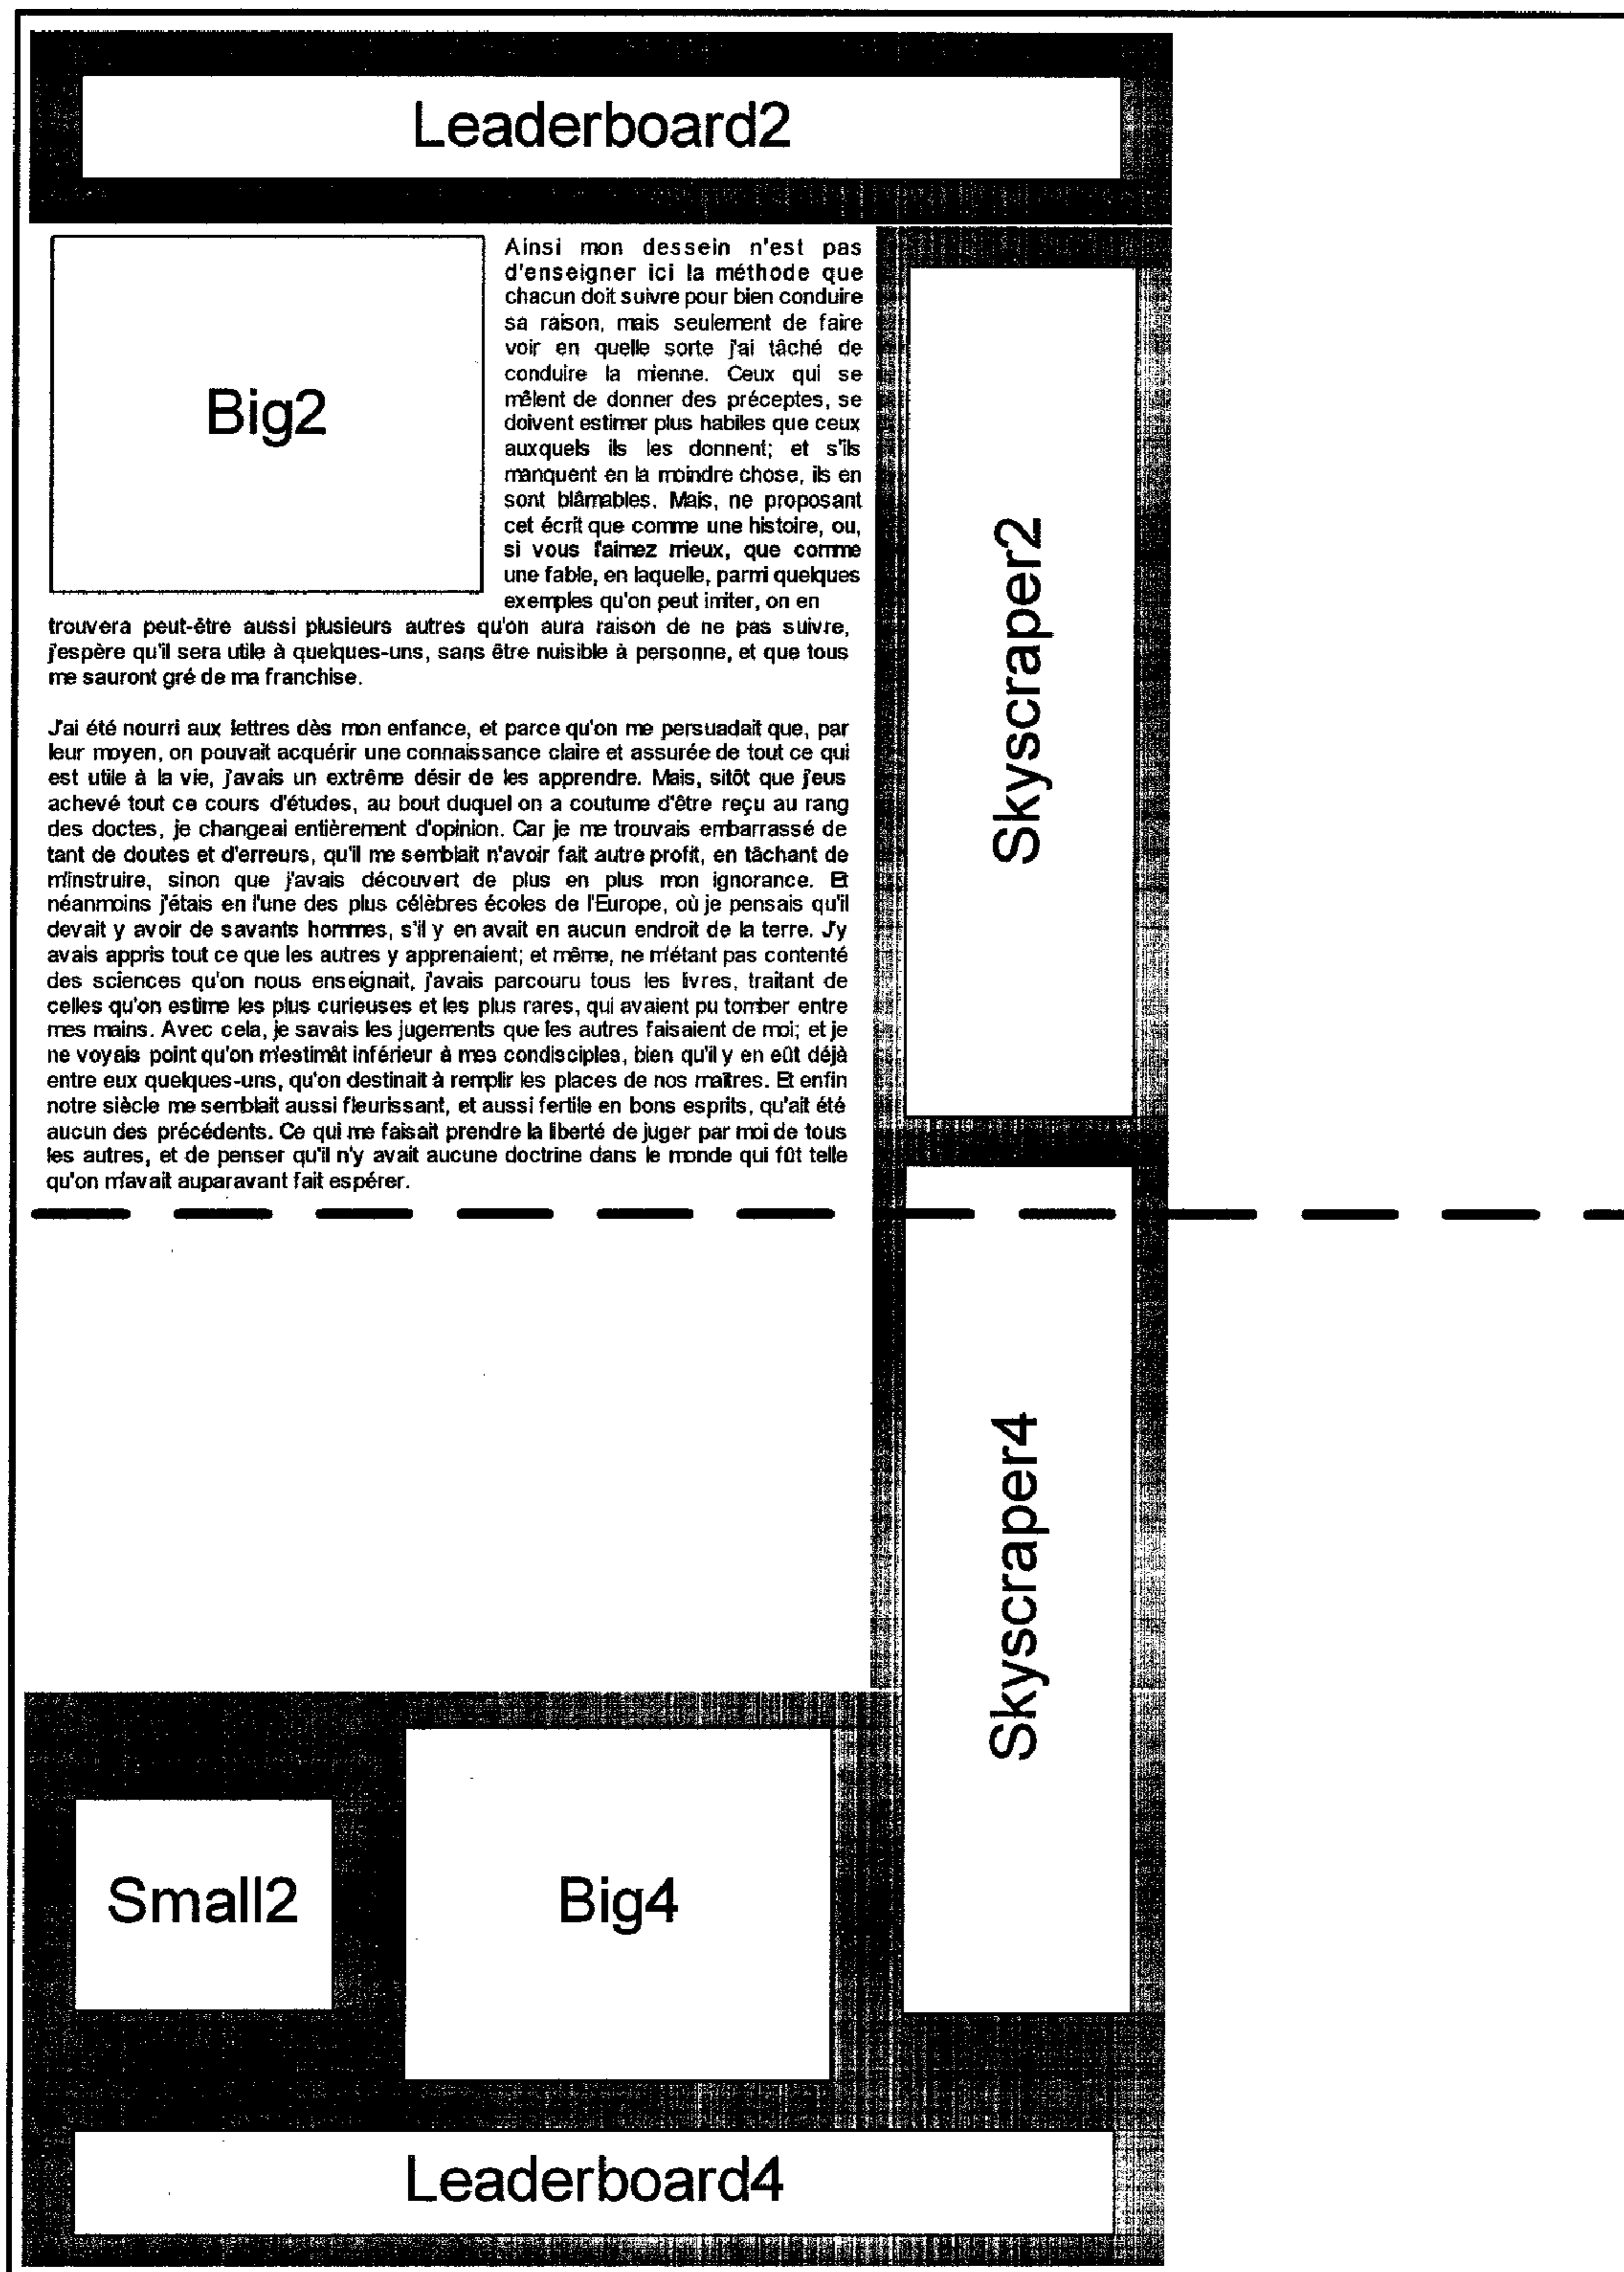 Leaderboard2
Big2
Ainsi mon dessein n'est pas
d'enseigner ici la méthode que
chacun doit suivre pour bien conduire
sa raison, mais seulement de faire
voir en quelle sorte j'ai tâché de
conduire la mienne. Ceux qui se
mêlent de donner des préceptes, se
doivent estimer plus habiles que ceux
auxquels ils les donnent; et s'ils
manquent en la moindre chose, ils en
sont blâmables. Mais, ne proposant
cet écrit que comme une histoire, ou,
si vous l'aimez mieux, que comme
une fable, en laquelle, parmi quelques
exemples qu'on peut imiter, on en
trouvera peut-être aussi plusieurs autres qu'on aura raison de ne pas suivre,
j'espère qu'il sera utile à quelques-uns, sans être nuisible à personne, et que tous
me sauront gré de ma franchise.
J'ai été nourri aux lettres dès mon enfance, et parce qu'on me persuadait que, par
leur moyen, on pouvait acquérir une connaissance claire et assurée de tout ce qui
est utile à la vie, j'avais un extrême désir de les apprendre. Mais, sitôt que j'eus
achevé tout ce cours d'études, au bout duquel on a coutume d'être reçu au rang
des doctes, je changeai entièrement d'opinion. Car je me trouvais embarrassé de
tant de doutes et d'erreurs, qu'il me semblait n'avoir fait autre profit, en tâchant de
m'instruire, sinon que j'avais découvert de plus en plus mon ignorance. Et
néanmoins j'étais en l'une des plus célèbres écoles de l'Europe, où je pensais qu'il
devait y avoir de savants hommes, s'il y en avait en aucun endroit de la terre. J'y
avais appris tout ce que les autres y apprenaient; et même, ne m'étant pas contenté
des sciences qu'on nous enseignait, j'avais parcouru tous les livres, traitant de
celles qu'on estime les plus curieuses et les plus rares, qui avaient pu tomber entre
mes mains. Avec cela, je savais les jugements que les autres faisaient de moi; et je
ne voyais point qu'on m'estimât inférieur à mes condisciples, bien qu'il y en eût déjà
entre eux quelques-uns, qu'on destinait à remplir les places de nos maîtres. Et enfin
notre siècle me semblait aussi fleurissant, et aussi fertile en bons esprits, qu'ait été
aucun des précédents. Ce qui me faisait prendre la liberté de juger par moi de tous
les autres, et de penser qu'il n'y avait aucune doctrine dans le monde qui fût telle
qu'on m'avait auparavant fait espérer.
Skyscraper2
Skyscraper4
Small2
Big4
Leaderboard4